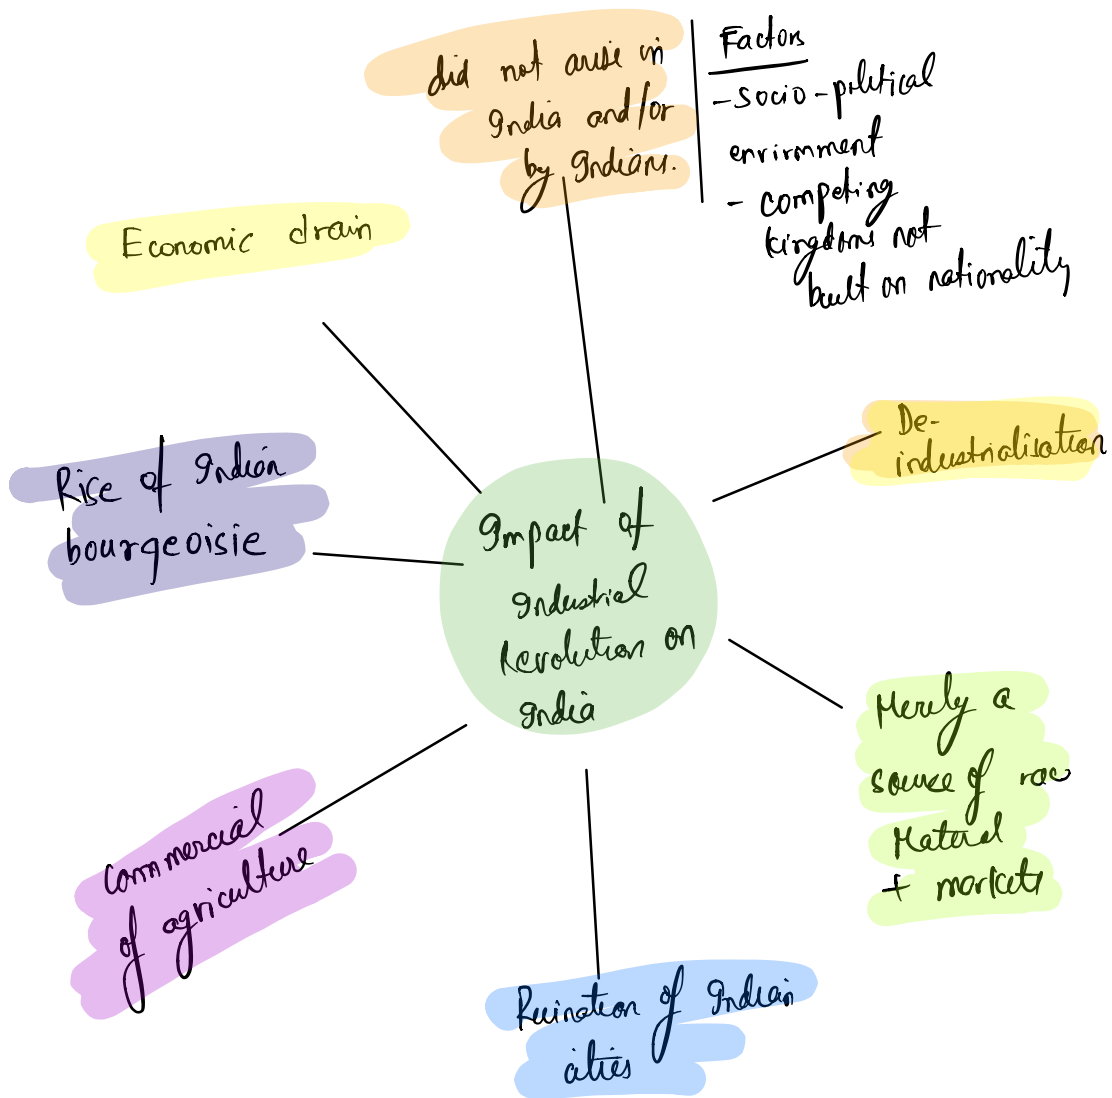 did not arise in
India and/or
by Indians.
Factors
- socio-political
environment
- competing
kingdoms not
built on nationality
Economic drain
De-
industrialisation
Rise of Indian
bourgeoisie
Impact of
Industrial
Revolution on
India
Merely a
source of raw
Material
+ markets
Commercial
of agriculture
Ruination of Indian
cities